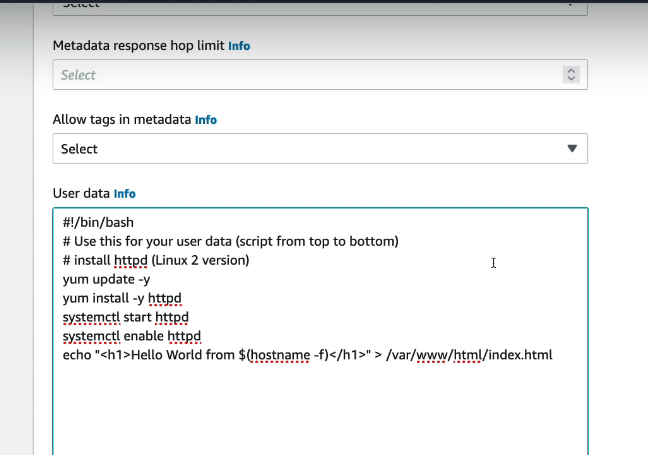 Select
Metadata response hop limit Info
Select
Allow tags in metadata Info
Select
User data Info
#!/bin/bash
# Use this for your user data (script from top to bottom)
# install httpd (Linux 2 version)
yum update -y
yum install -y httpd
systemctl start httpd
systemctl enable httpd
echo "<h1>Hello World from $(hostname -f)</h1>" > /var/www/html/index.html